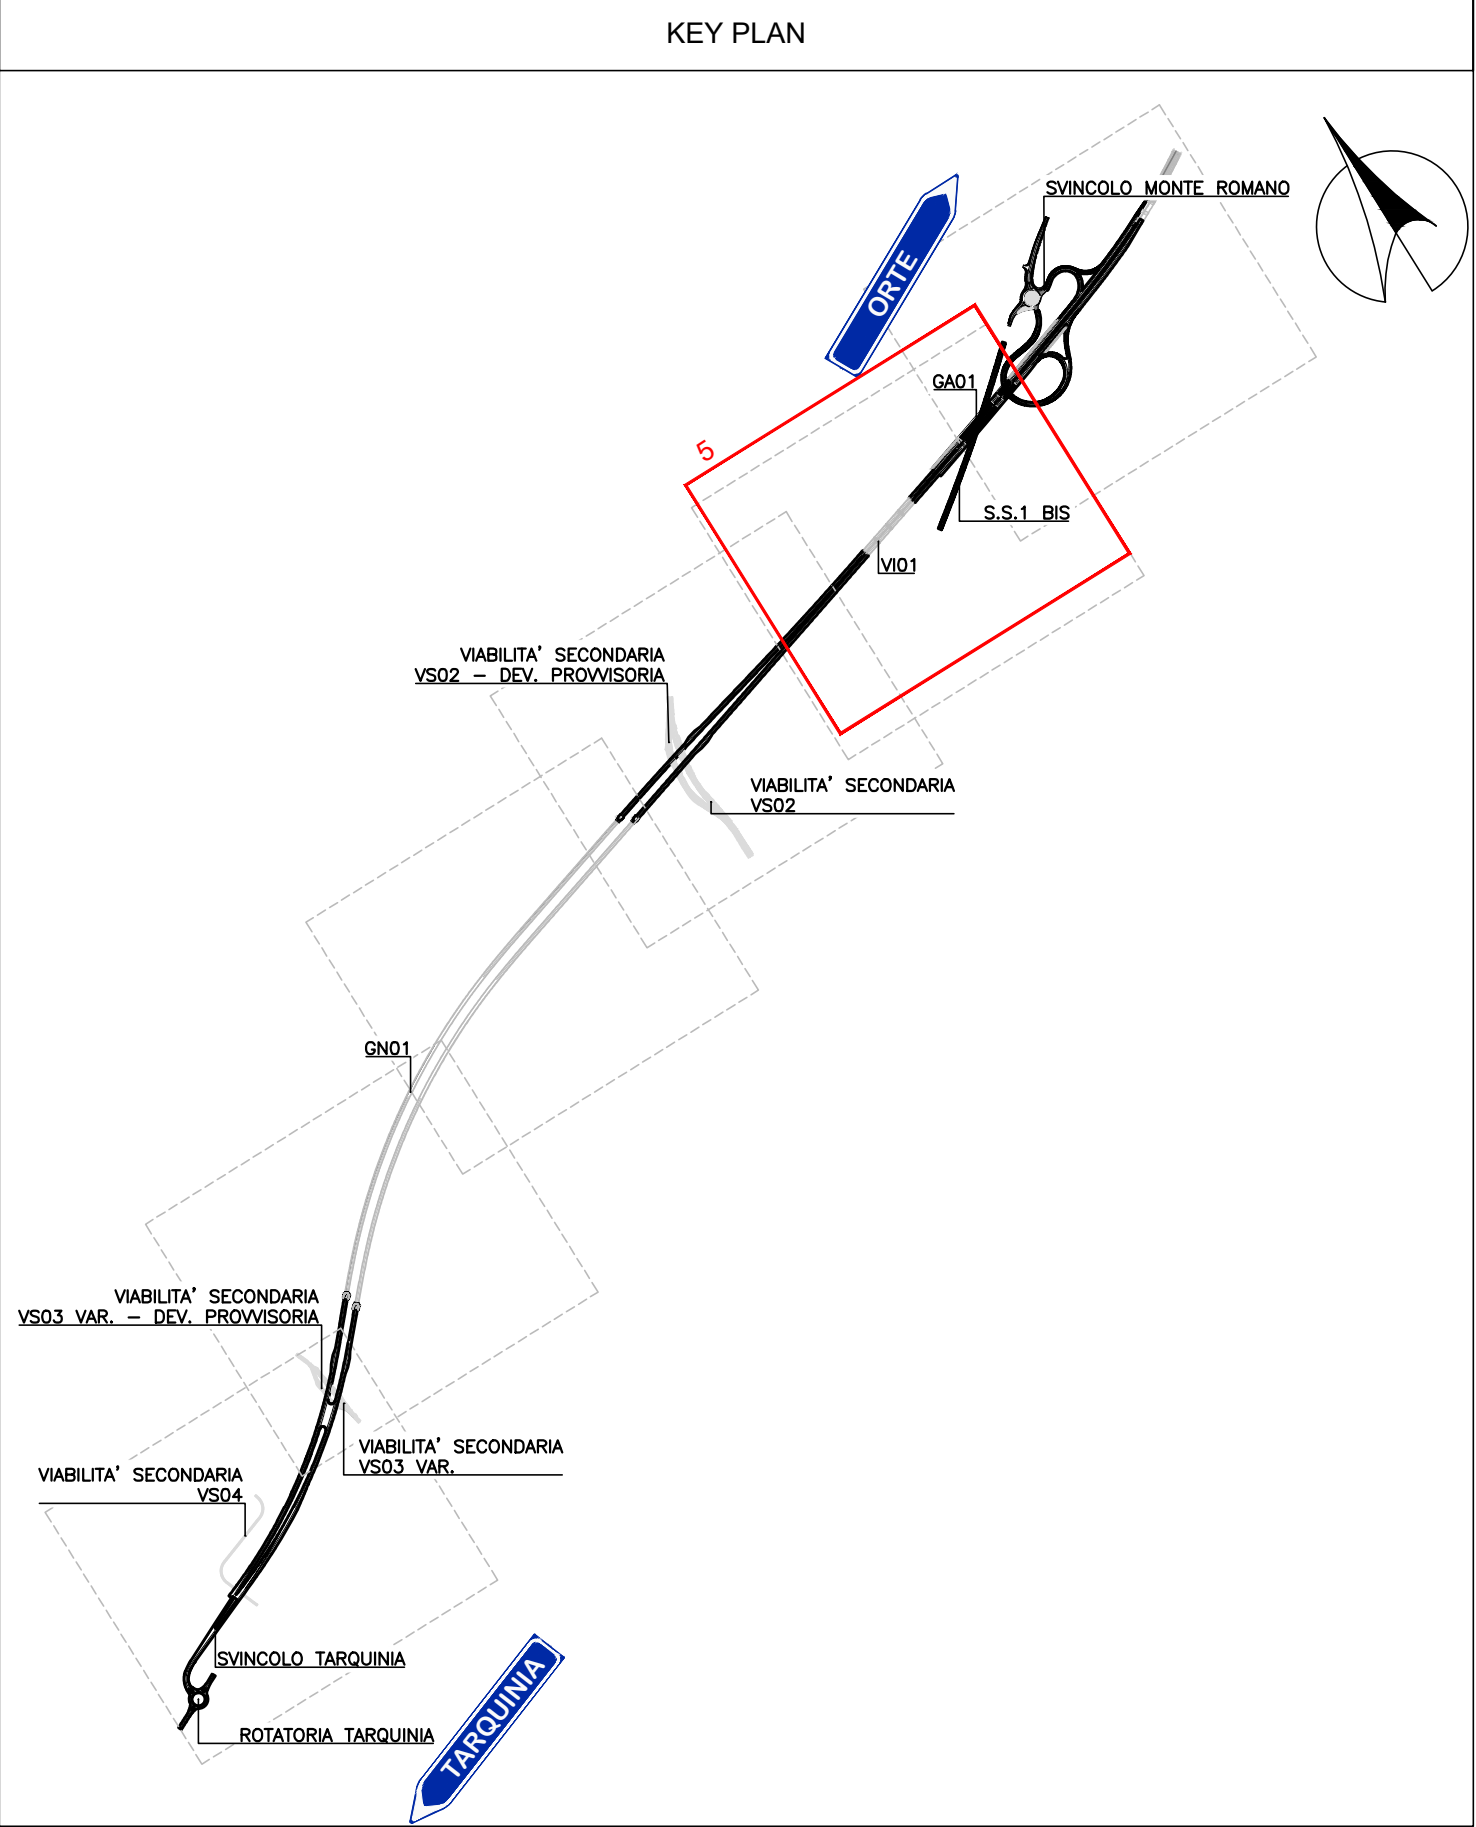 KEY PLAN
SVINCOLO MONTE ROMANO
ORTE
GA01
5
S.S.1 BIS
VI01
VIABILITA' SECONDARIA
VS02 - DEV. PROVVISORIA
VIABILITA' SECONDARIA
VS02
GN01
VIABILITA' SECONDARIA
VS03 VAR. - DEV. PROVVISORIA
VIABILITA' SECONDARIA
VS03 VAR.
VIABILITA' SECONDARIA
VS04
SVINCOLO TARQUINIA
TARQUINIA
ROTATORIA TARQUINIA